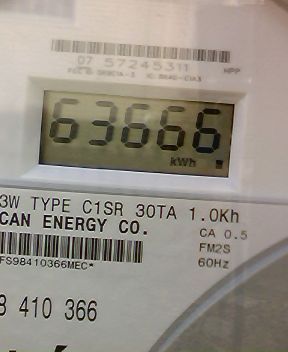 07 57245311
HPP
63666
kWh
3W TYPE C1SR 30TA 1.0Kh
CAN ENERGY CO.
CA 0.5
FM2S
FS98410366MEC*
60Hz
8 410 366